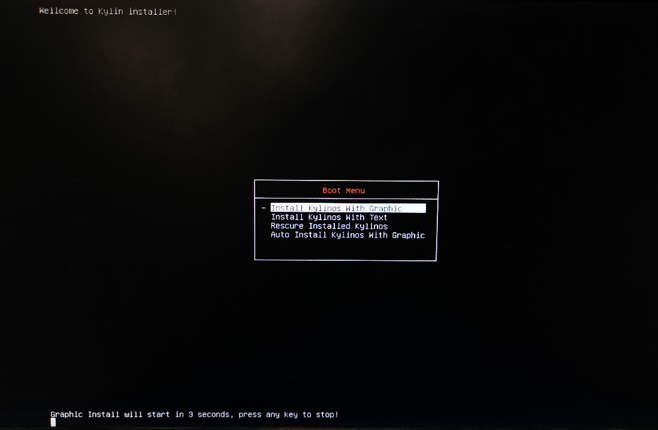 Wellcome to Kylin installer!
Boot Menu
- Install Kylinos With Graphic
Install Kylinos With Text
Rescure Installed Kylinos
Auto Install Kylinos With Graphic
Graphic Install will start in 3 seconds, press any key to stop!